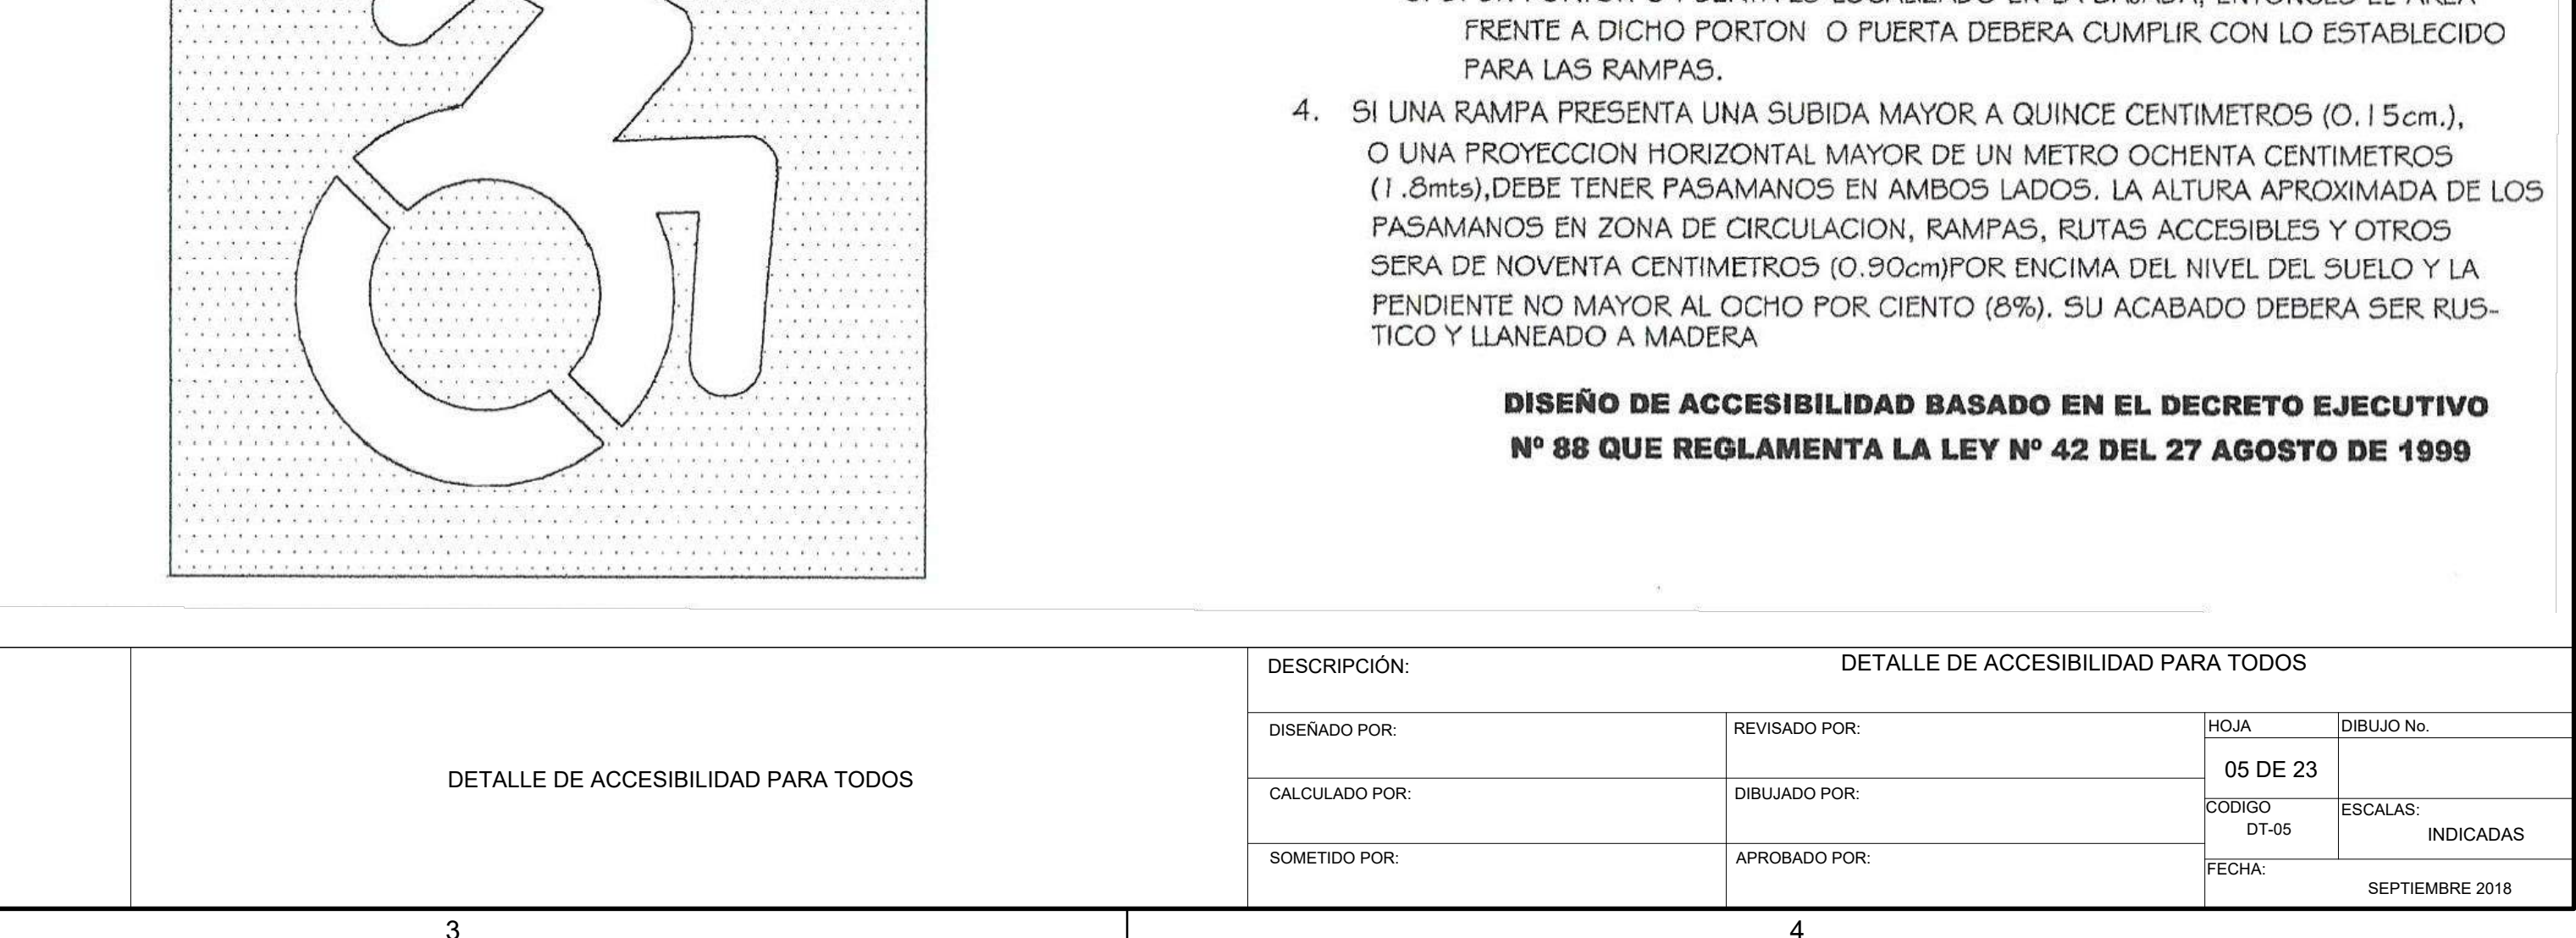 FRENTE A DICHO PORTON O PUERTA DEBERA CUMPLIR CON LO ESTABLECIDO
PARA LAS RAMPAS.
4. SI UNA RAMPA PRESENTA UNA SUBIDA MAYOR A QUINCE CENTIMETROS (0.15cm.),
O UNA PROYECCION HORIZONTAL MAYOR DE UN METRO OCHENTA CENTIMETROS
(1.8mts),DEBE TENER PASAMANOS EN AMBOS LADOS. LA ALTURA APROXIMADA DE LOS
PASAMANOS EN ZONA DE CIRCULACION, RAMPAS, RUTAS ACCESIBLES Y OTROS
SERA DE NOVENTA CENTIMETROS (0.90cm)POR ENCIMA DEL NIVEL DEL SUELO Y LA
PENDIENTE NO MAYOR AL OCHO POR CIENTO (8%). SU ACABADO DEBERA SER RUS-
TICO Y LLANEADO A MADERA
DISEÑO DE ACCESIBILIDAD BASADO EN EL DECRETO EJECUTIVO
Nº 88 QUE REGLAMENTA LA LEY Nº 42 DEL 27 AGOSTO DE 1999
DETALLE DE ACCESIBILIDAD PARA TODOS
DESCRIPCIÓN:
DETALLE DE ACCESIBILIDAD PARA TODOS
DISEÑADO POR:
REVISADO POR:
HOJA
DIBUJO No.
05 DE 23
CALCULADO POR:
DIBUJADO POR:
CODIGO
DT-05
ESCALAS:
INDICADAS
SOMETIDO POR:
APROBADO POR:
FECHA:
SEPTIEMBRE 2018
3
4